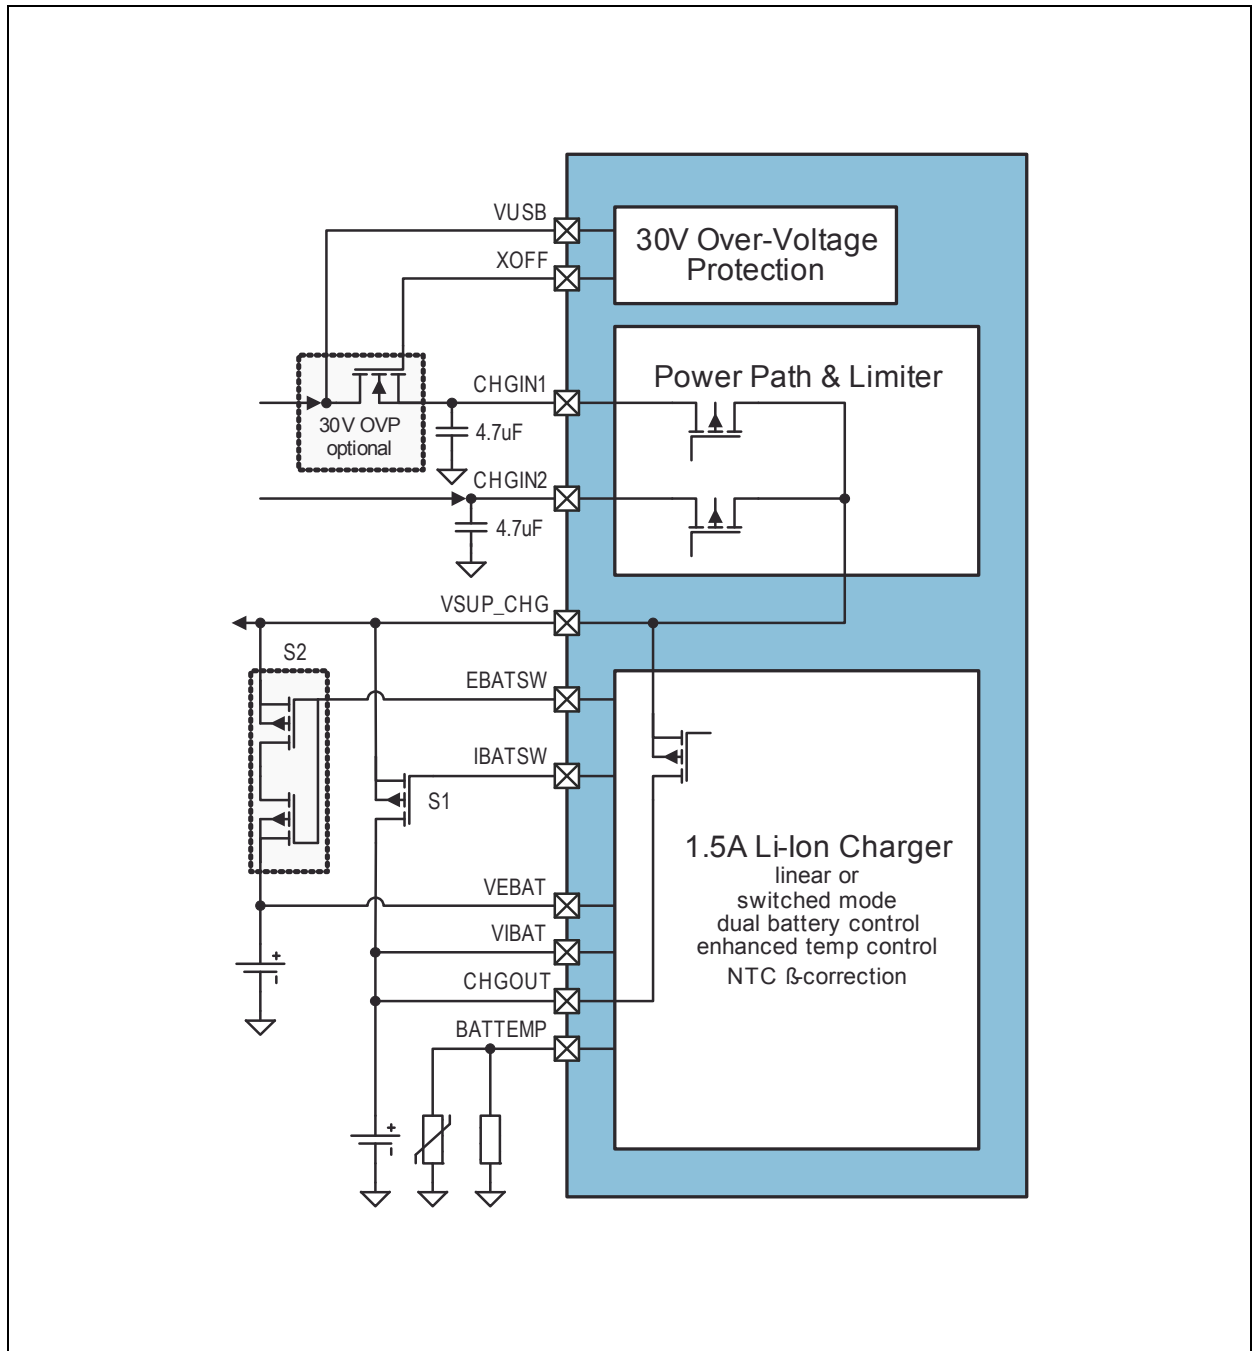 VUSB
30V Over-Voltage
Protection
XOFF
Power Path & Limiter
CHGIN1
30V OVP
optional
4.7uF
CHGIN2
4.7uF
VSUP_CHG
S2
EBATSW
IBATSW
S1
1.5A Li-Ion Charger
linear or
switched mode
dual battery control
enhanced temp control
NTC ß-correction
VEBAT
VIBAT
CHGOUT
BATTEMP
+
-
+
-